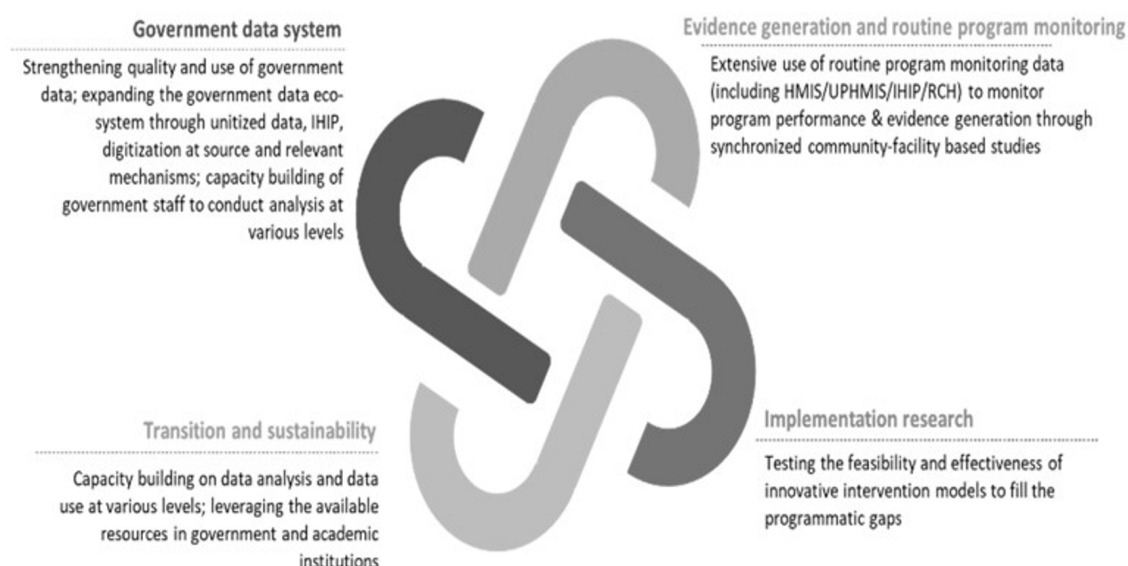 Government data system
Strengthening quality and use of government
data; expanding the government data eco-
system through unitized data, IHIP,
digitization at source and relevant
mechanisms; capacity building of
government staff to conduct analysis at
various levels
Evidence generation and routine program monitoring
Extensive use of routine program monitoring data
(including HMIS/UPHMIS/IHIP/RCH) to monitor
program performance & evidence generation through
synchronized community-facility based studies
Transition and sustainability
Capacity building on data analysis and data
use at various levels; leveraging the available
resources in government and academic
institutions
Implementation research
Testing the feasibility and effectiveness of
innovative intervention models to fill the
programmatic gaps